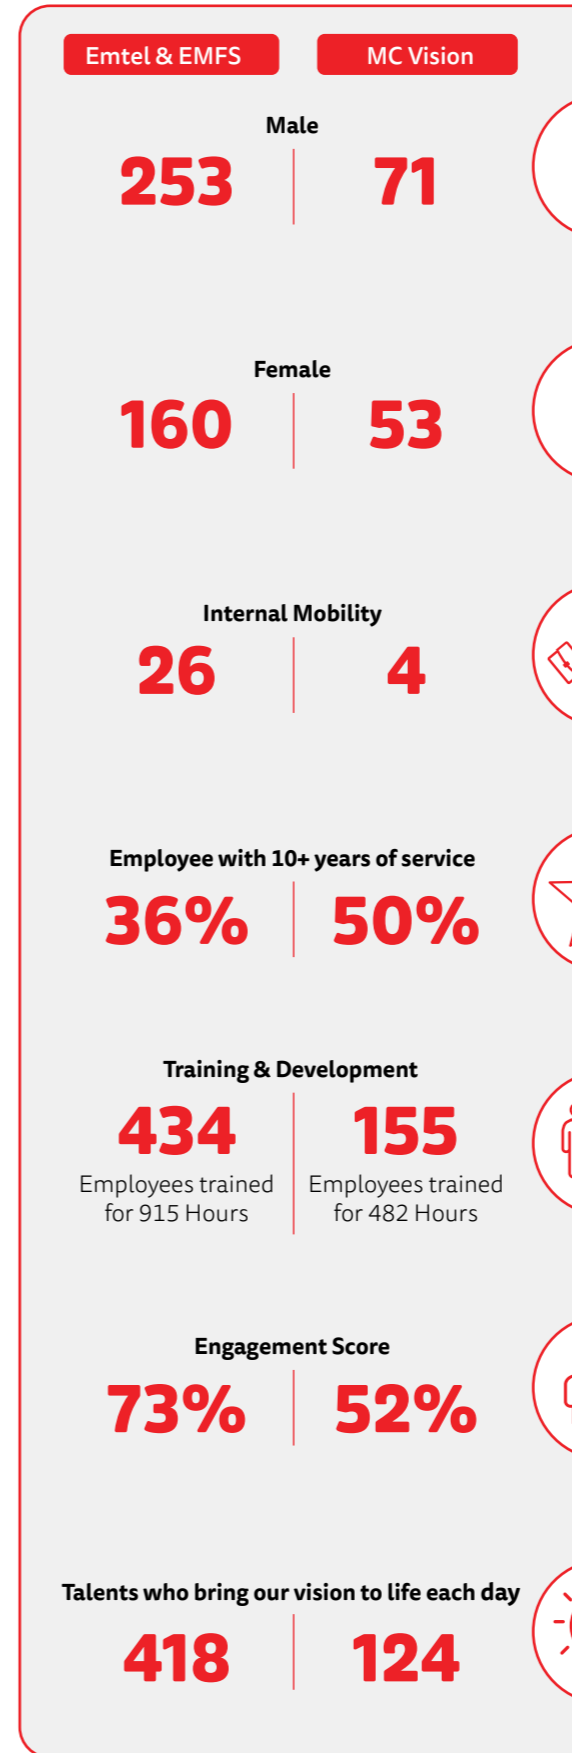 Emtel & EMFS MC Vision
Male
253 71
Female
160 53
Internal Mobility
26 4
Employee with 10+ years of service
36% 50%
Training & Development
434 155
Employees trained Employees trained
for 915 Hours for 482 Hours
Engagement Score
73% 52%
Talents who bring our vision to life each day
418 124